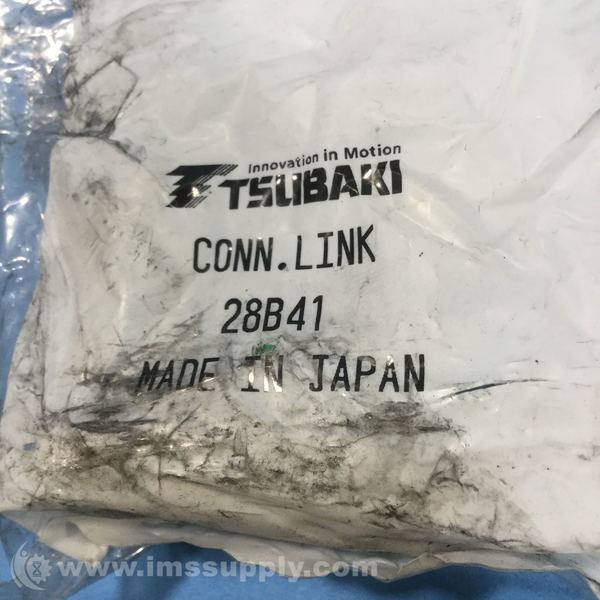 Innovation in Motion
TSUBAKI
CONN.LINK
28B41
MADE IN JAPAN
www.imssupply.com